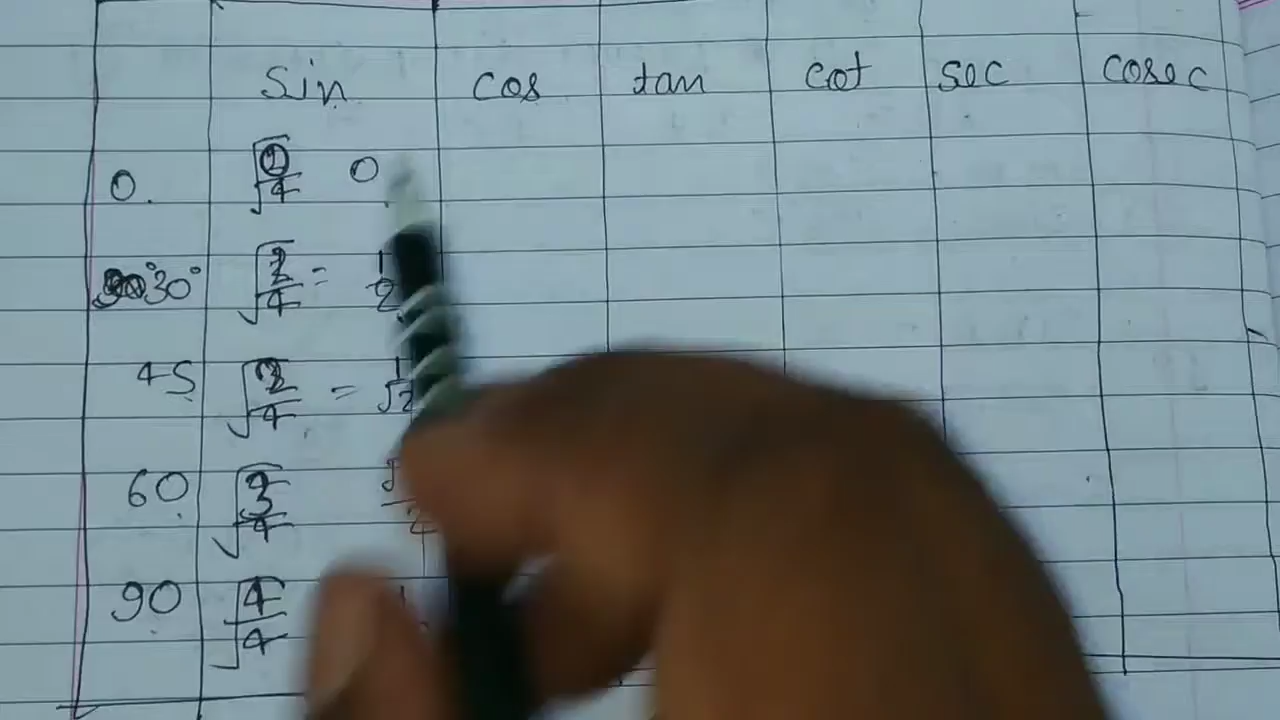 Sin cos tan cot sec cosec
0. √0/4 0
30° √1/4 = 1/2
45 √2/4 = 1/√2
60 √3/4
90 √4/4 1